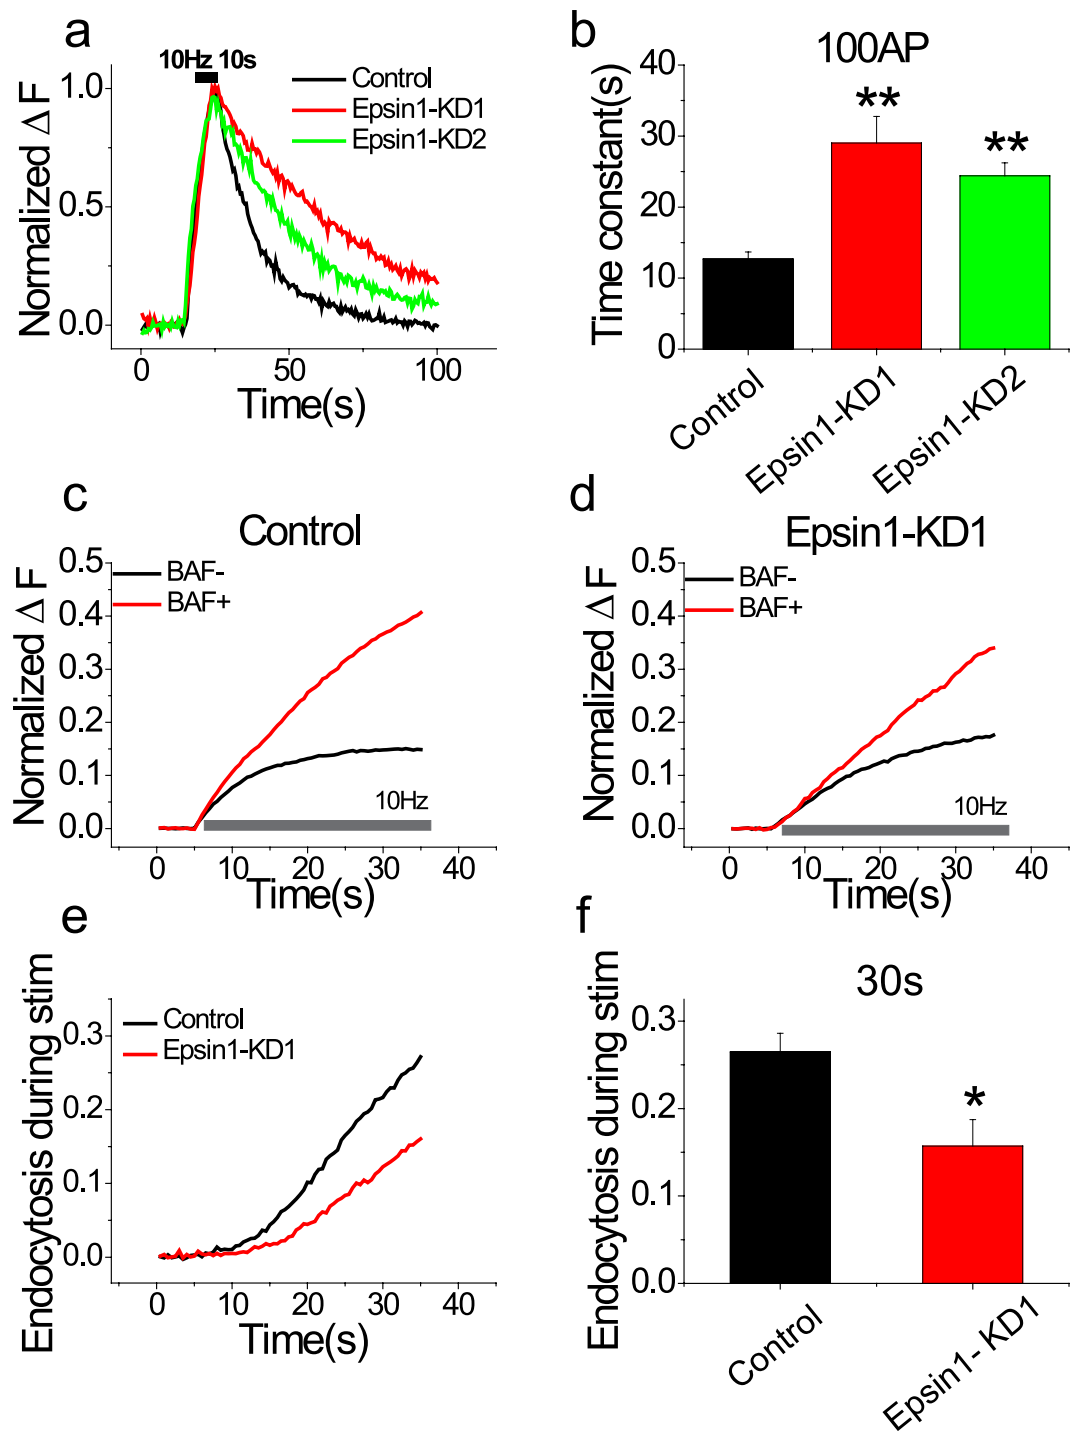 a
10Hz 10s
Control
Epsin1-KD1
Epsin1-KD2
Normalized Δ F
1.0
0.5
0.0
0 50 100
Time(s)
b
100AP
Time constant(s)
40
30
20
10
0
**
**
Control
Epsin1-KD1
Epsin1-KD2
c
Control
BAF-
BAF+
Normalized Δ F
0.5
0.4
0.3
0.2
0.1
0.0
10Hz
0 10 20 30 40
Time(s)
d
Epsin1-KD1
BAF-
BAF+
Normalized Δ F
0.5
0.4
0.3
0.2
0.1
0.0
10Hz
0 10 20 30 40
Time(s)
e
Control
Epsin1-KD1
Endocytosis during stim
0.3
0.2
0.1
0.0
0 10 20 30 40
Time(s)
f
30s
Endocytosis during stim
0.3
0.2
0.1
0.0
*
Control
Epsin1- KD1